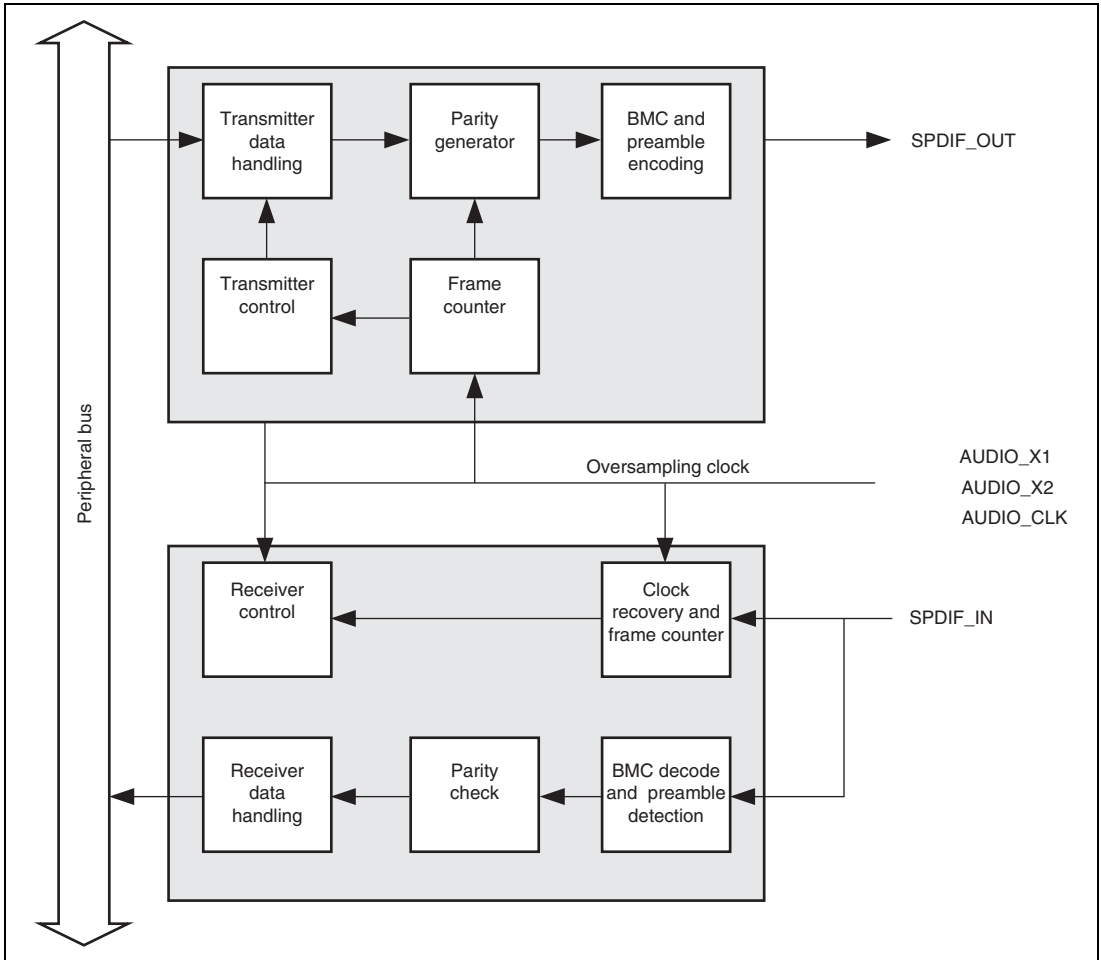 Transmitter
data
handling
Parity
generator
BMC and
preamble
encoding
SPDIF_OUT
Transmitter
control
Frame
counter
Peripheral bus
Oversampling clock
AUDIO_X1
AUDIO_X2
AUDIO_CLK
Receiver
control
Clock
recovery and
frame counter
SPDIF_IN
Receiver
data
handling
Parity
check
BMC decode
and preamble
detection